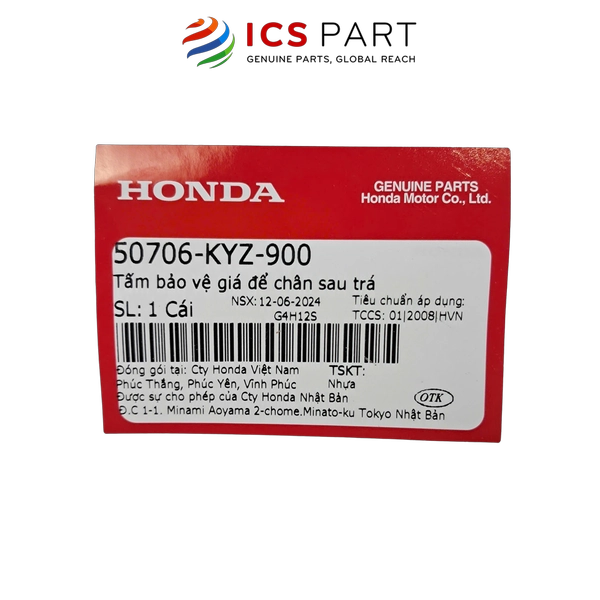 ICS PART
GENUINE PARTS, GLOBAL REACH
HONDA
GENUINE PARTS
Honda Motor Co., Ltd.
50706-KYZ-900
Tấm bảo vệ giá để chân sau trá
SL: 1 Cái
NSX: 12-06-2024
G4H12S
Tiêu chuẩn áp dụng:
TCCS: 01|2008|HVN
Đóng gói tại: Cty Honda Việt Nam
Phúc Thắng, Phúc Yên, Vĩnh Phúc
TSKT:
Nhựa
Được sự cho phép của Cty Honda Nhật Bản
Đ.C 1-1. Minami Aoyama 2-chome.Minato-ku Tokyo Nhật Bản
OTK